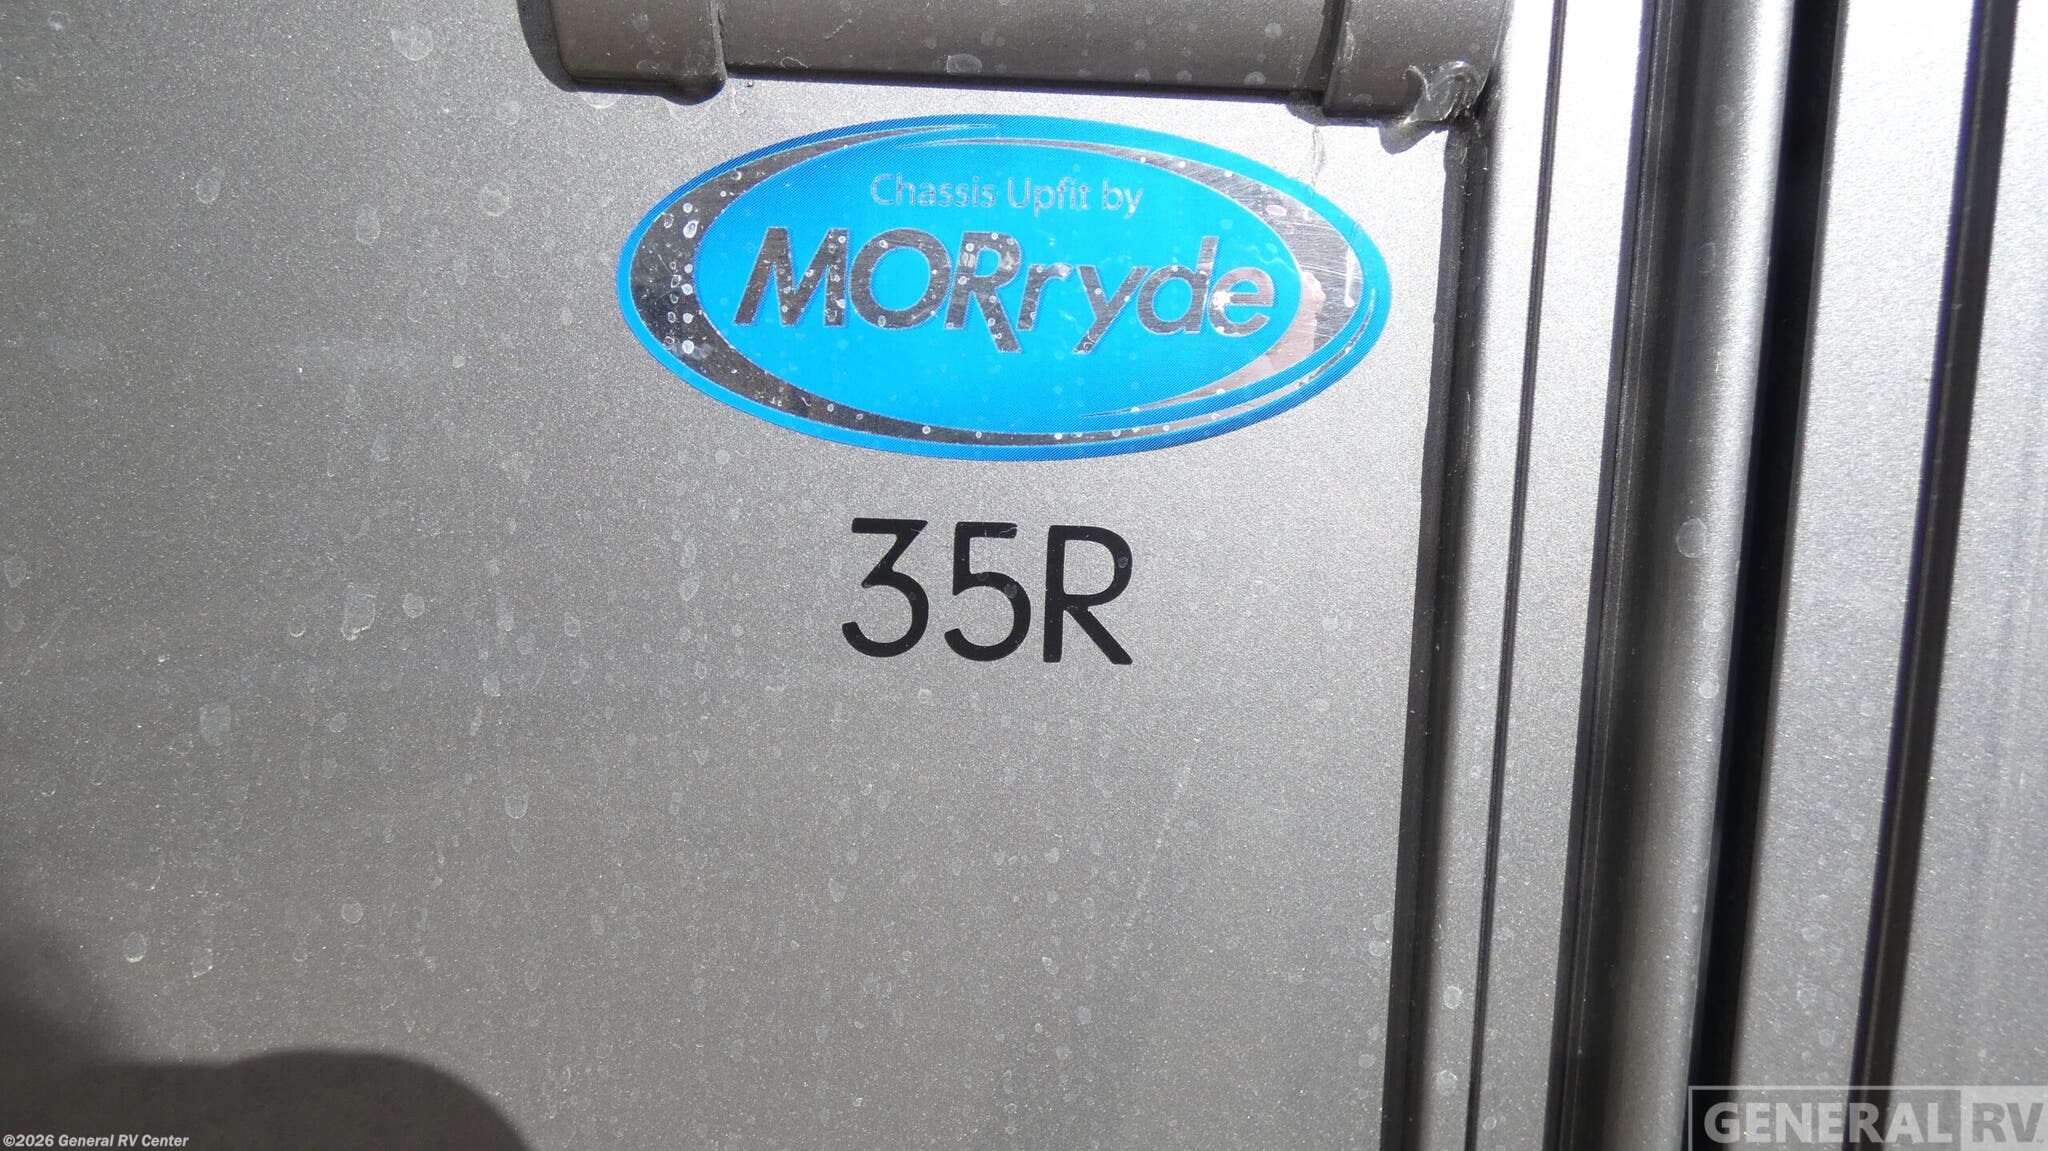 Chassis Upfit by
MORryde
35R
©2026 General RV Center
GENERAL RV